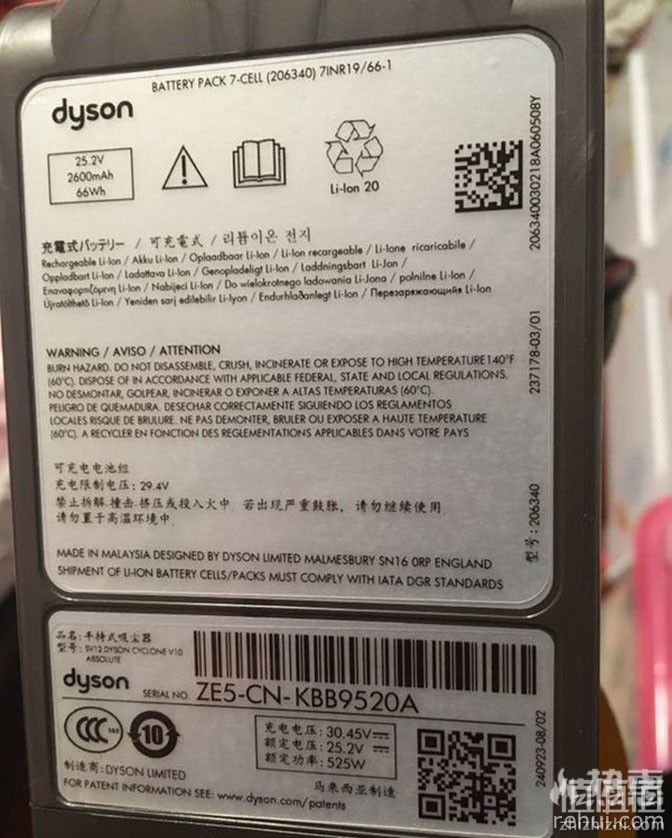 BATTERY PACK 7-CELL (206340) 7INR19/66-1
dyson
25.2V
2600mAh
66Wh
Li-Ion 20
充電式バッテリー / 可充電式 / 리튬이온 전지
Rechargeable Li-Ion / Akku Li-Ion / Oplaadbaar Li-Ion / Li-Ion recargeable / Li-Ione ricaricabile /
Oppladbart Li-Ion / Ladattava Li-Ion / Genopladeligt Li-Ion / Laddningsbart Li-Jon /
Επαναφορτιζόμενη Li-Ion / Nabíjecí Li-Ion / Do wielokrotnego ładowania Li-Jona / polnilne Li-Ion /
Újratölthető Li-Ion / Yeniden sarj edilebilir Li-Iyon / Endurhlaðanlegt Li-Ion / Перезаряжающийся Li-Ion
WARNING / AVISO / ATTENTION
BURN HAZARD. DO NOT DISASSEMBLE, CRUSH, INCINERATE OR EXPOSE TO HIGH TEMPERATURE 140°F
(60°C). DISPOSE OF IN ACCORDANCE WITH APPLICABLE FEDERAL, STATE AND LOCAL REGULATIONS.
NO DESMONTAR, GOLPEAR, INCINERAR O EXPONER A ALTAS TEMPERATURAS (60°C).
PELIGRO DE QUEMADURA. DESECHAR CORRECTAMENTE SIGUIENDO LOS REGLAMENTOS
LOCALES RISQUE DE BRULURE. NE PAS DEMONTER, BRULER OU EXPOSER A HAUTE TEMPERATURE
(60°C). A RECYCLER EN FONCTION DES REGLEMENTATIONS APPLICABLES DANS VOTRE PAYS
可充电电池组
充电限制电压: 29.4V
禁止拆解,撞击,挤压或投入火中. 若出现严重鼓胀, 请勿继续使用.
请勿置于高温环境中.
MADE IN MALAYSIA DESIGNED BY DYSON LIMITED MALMESBURY SN16 0RP ENGLAND
SHIPMENT OF LI-ION BATTERY CELLS/PACKS MUST COMPLY WITH IATA DGR STANDARDS
206340030218A060508Y
237178-03/01
型号: 206340
品名: 手持式吸尘器
型号: SV12 DYSON CYCLONE V10
ABSOLUTE
dyson
SERIAL NO. ZE5-CN-KBB9520A
CCC
10
充电电压: 30.45V
额定电压: 25.2V
额定功率: 525W
制造商: DYSON LIMITED
马来西亚制造
FOR PATENT INFORMATION SEE: www.dyson.com/patents
240923-08/02
值值值
rehui.com
zhizhizhi.com